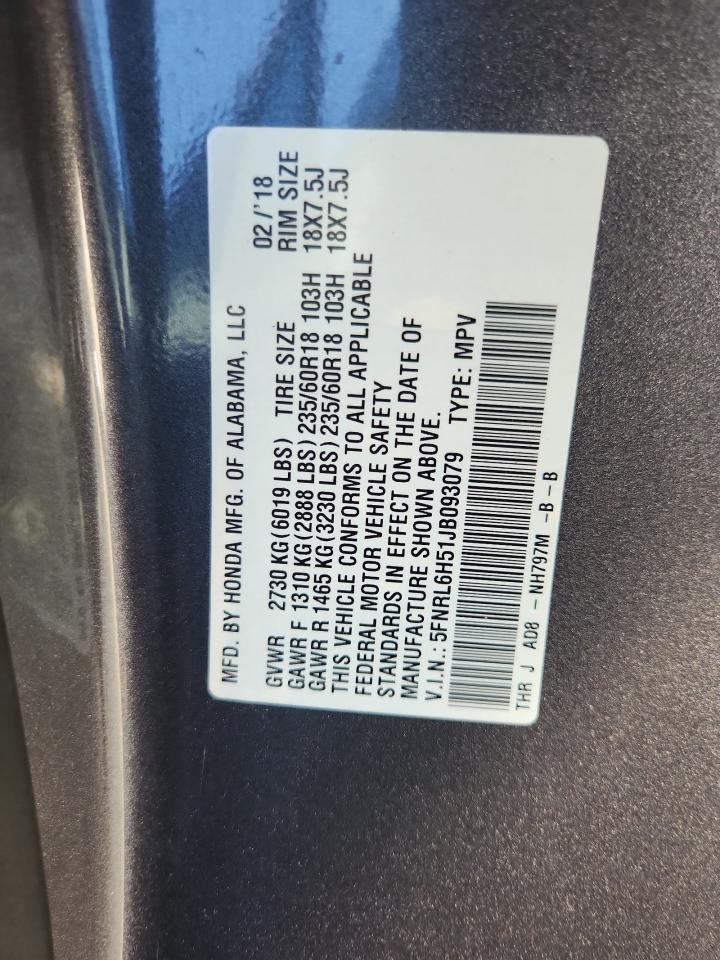 MFD. BY HONDA MFG. OF ALABAMA, LLC 02/'18
GVWR 2730 KG(6019 LBS) TIRE SIZE RIM SIZE
GAWR F 1310 KG(2888 LBS)235/60R18 103H 18X7.5J
GAWR R 1465 KG(3230 LBS)235/60R18 103H 18X7.5J
THIS VEHICLE CONFORMS TO ALL APPLICABLE
FEDERAL MOTOR VEHICLE SAFETY
STANDARDS IN EFFECT ON THE DATE OF
MANUFACTURE SHOWN ABOVE.
V.I.N.:5FNRL6H51JB093079 TYPE: MPV
THR J AD8 - NH797M -B -B